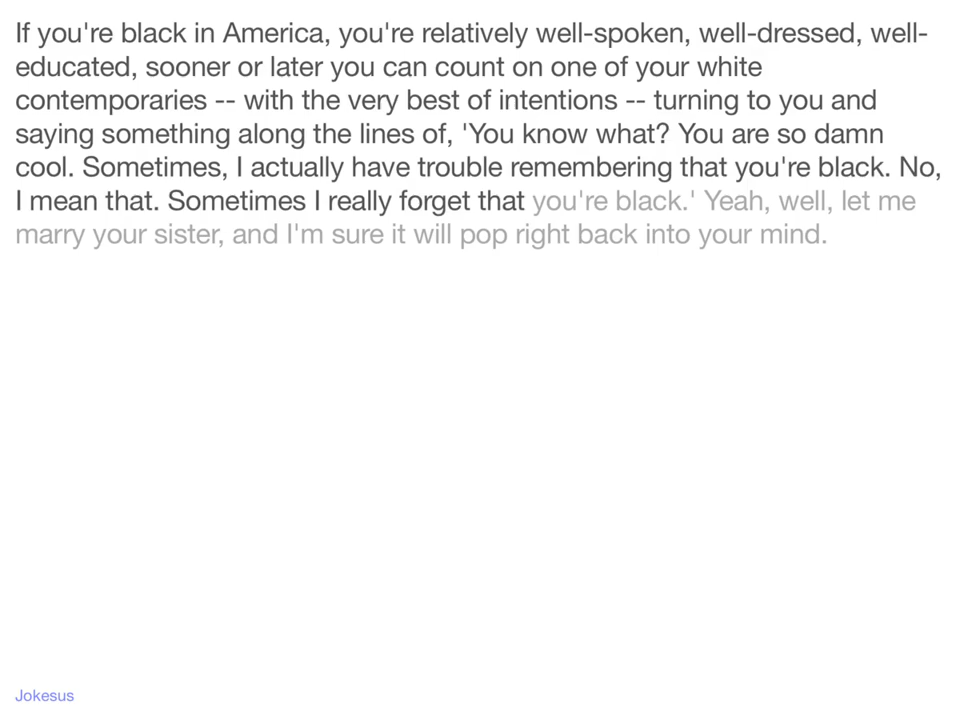 If you're black in America, you're relatively well-spoken, well-dressed, well-
educated, sooner or later you can count on one of your white
contemporaries -- with the very best of intentions -- turning to you and
saying something along the lines of, 'You know what? You are so damn
cool. Sometimes, I actually have trouble remembering that you're black. No,
I mean that. Sometimes I really forget that you're black.' Yeah, well, let me
marry your sister, and I'm sure it will pop right back into your mind.
Jokesus